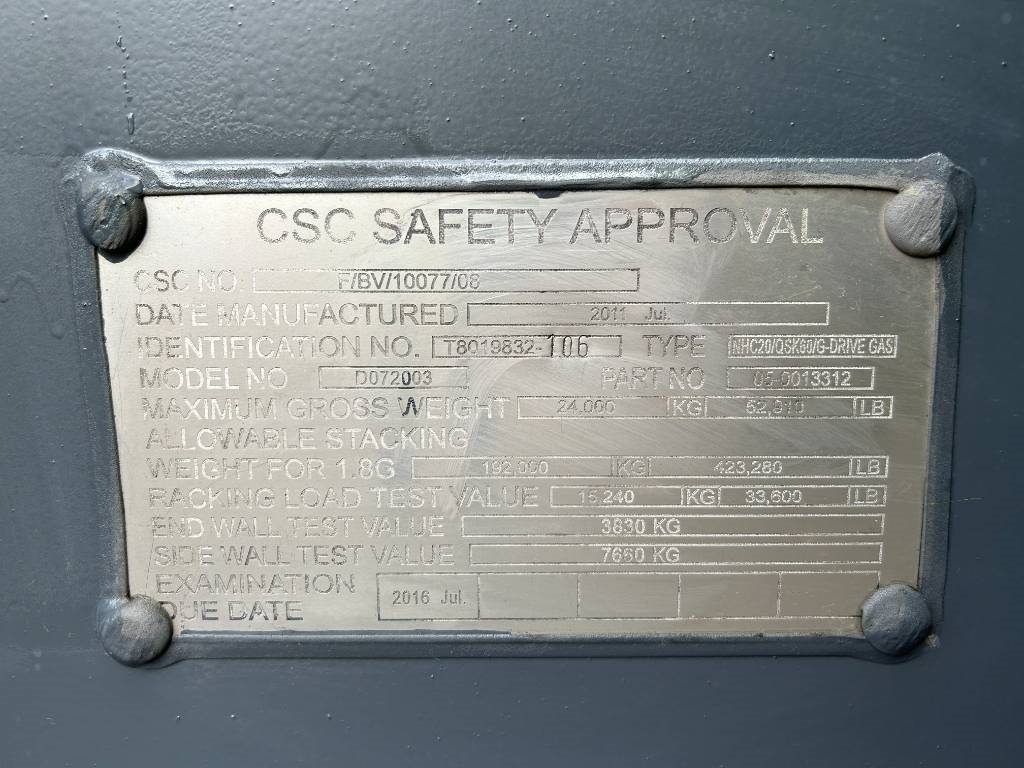 CSC SAFETY APPROVAL
CSC NO. F/BV/10077/08
DATE MANUFACTURED 2011 Jul.
IDENTIFICATION NO. T8019832-106 TYPE NHC20/QSK60/G-DRIVE GAS
MODEL NO D072003 PART NO 05-0013312
MAXIMUM GROSS WEIGHT 24,000 KG 52,910 LB
ALLOWABLE STACKING
WEIGHT FOR 1.8G 192,000 KG 423,280 LB
RACKING LOAD TEST VALUE 15,240 KG 33,600 LB
END WALL TEST VALUE 3830 KG
SIDE WALL TEST VALUE 7660 KG
EXAMINATION
DUE DATE 2016 Jul.